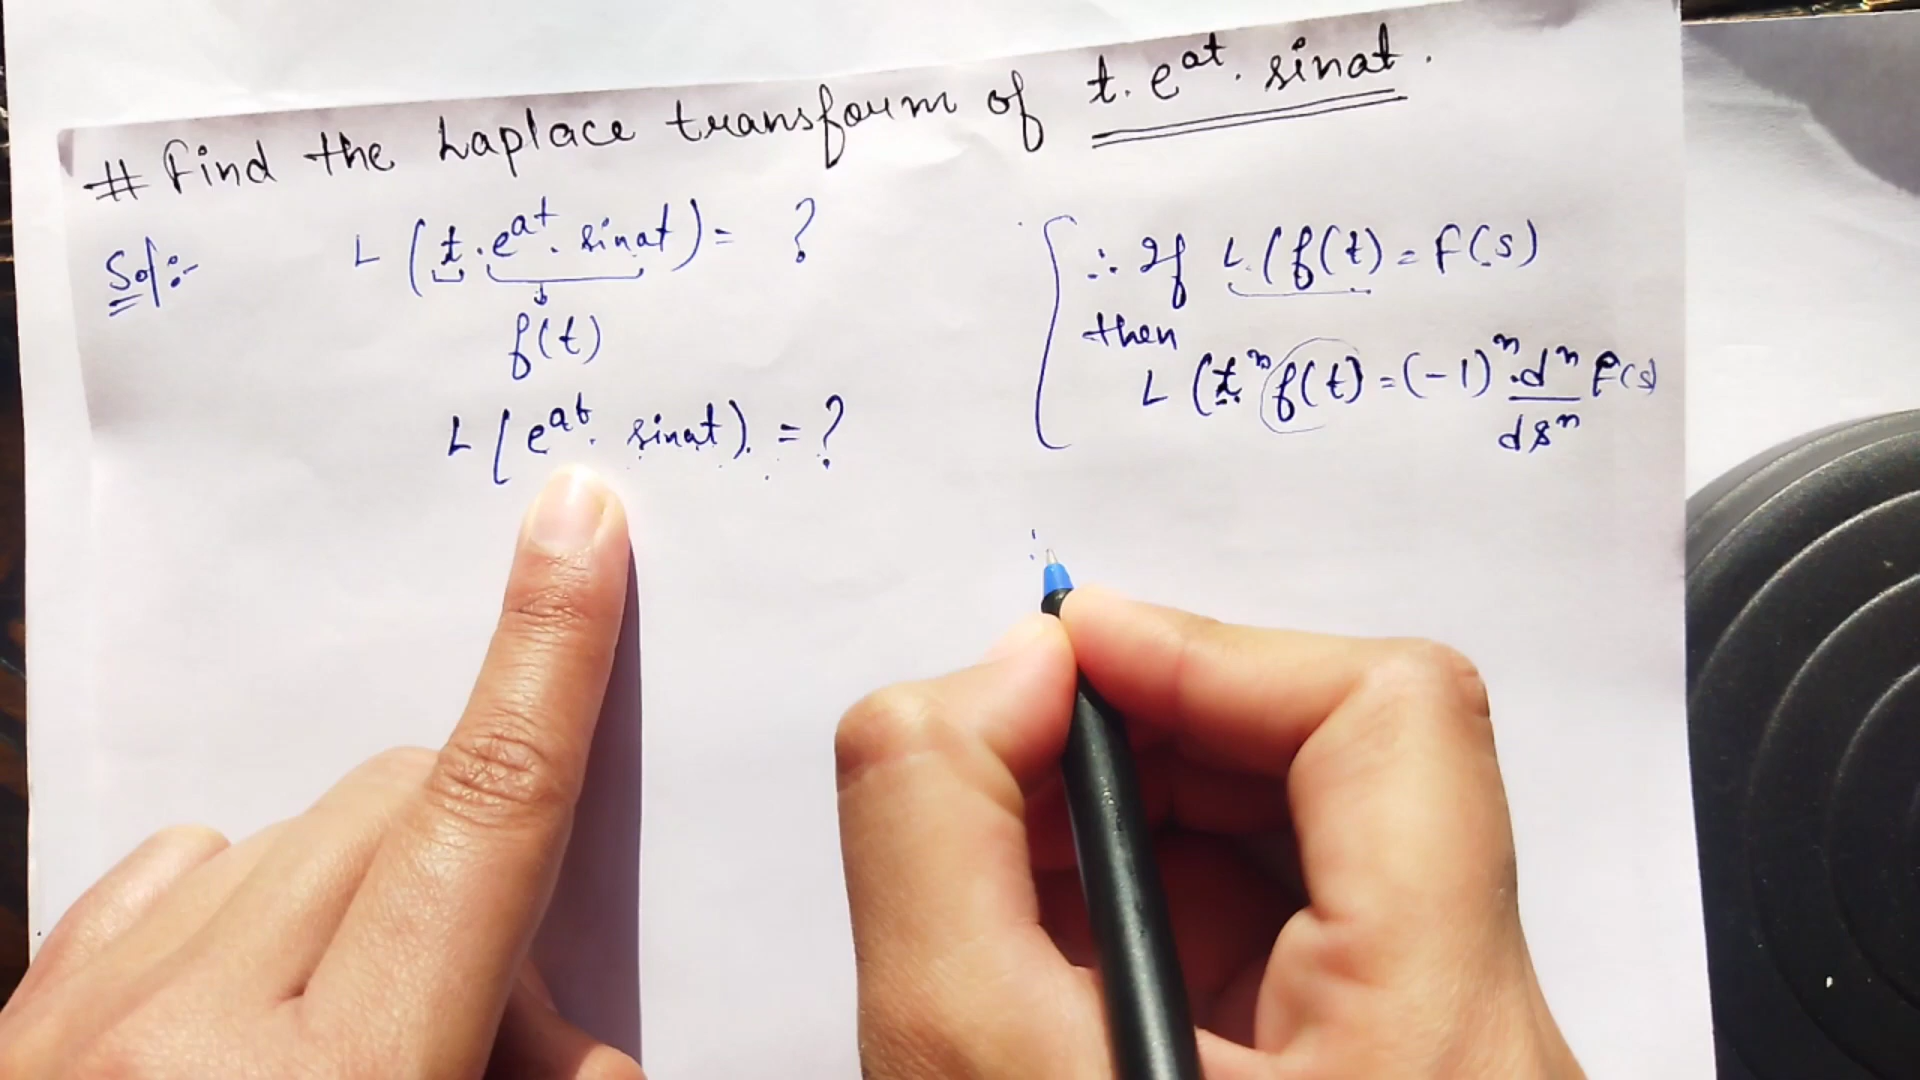 # Find the Laplace transform of t. e^at. sinat.
Sol:- L (t. e^at. sinat) = ?
f(t)
L (e^at. sinat). = ?
∴ If L (f(t) = F(s)
then
L (t^n f(t) = (-1)^n. d^n F(s)
ds^n